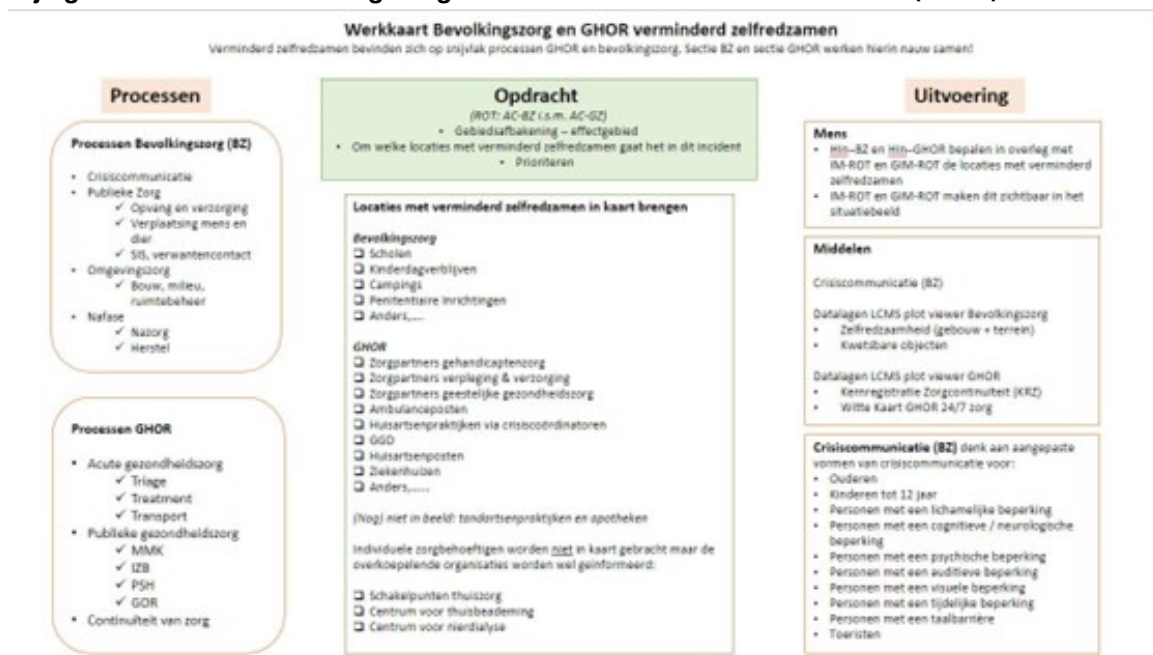 Werkkaart Bevolkingszorg en GHOR verminderd zelfredzamen
Verminderd zelfredzamen bevinden zich op snijvlak processen GHOR en bevolkingszorg. Sectie BZ en sectie GHOR werken hierin nauw samen!
Processen
Processen Bevolkingszorg (BZ)
• Crisiscommunicatie
• Publieke Zorg
✓ Opvang en verzorging
✓ Verplaatsing mens en
dier
✓ SIS, verwantencontact
• Omgevingszorg
✓ Bouw, milieu,
ruimtebeheer
• Nafase
✓ Nazorg
✓ Herstel
Processen GHOR
• Acute gezondheidszorg
✓ Triage
✓ Treatment
✓ Transport
• Publieke gezondheidszorg
✓ MMK
✓ IZB
✓ PSH
✓ GOR
• Continuïteit van zorg
Opdracht
(ROT: AC-BZ i.s.m. AC-GZ)
• Gebiedsafbakening – effectgebied
• Om welke locaties met verminderd zelfredzamen gaat het in dit incident
• Prioriteren
Locaties met verminderd zelfredzamen in kaart brengen
Bevolkingszorg
❑ Scholen
❑ Kinderdagverblijven
❑ Campings
❑ Penitentiaire Inrichtingen
❑ Anders,....
GHOR
❑ Zorgpartners gehandicaptenzorg
❑ Zorgpartners verpleging & verzorging
❑ Zorgpartners geestelijke gezondheidszorg
❑ Ambulanceposten
❑ Huisartsenpraktijken via crisiscoördinatoren
❑ GGD
❑ Huisartsenposten
❑ Ziekenhuizen
❑ Anders,.....
(Nog) niet in beeld: tandartsenpraktijken en apotheken
Individuele zorgbehoeftigen worden niet in kaart gebracht maar de
overkoepelende organisaties worden wel geïnformeerd:
❑ Schakelpunten thuiszorg
❑ Centrum voor thuisbeademing
❑ Centrum voor nierdialyse
Uitvoering
Mens
• Hin–BZ en Hin–GHOR bepalen in overleg met
IM-ROT en GIM-ROT de locaties met verminderd
zelfredzamen
• IM-ROT en GIM-ROT maken dit zichtbaar in het
situatiebeeld
Middelen
Crisiscommunicatie (BZ)
Datalagen LCMS plot viewer Bevolkingszorg
• Zelfredzaamheid (gebouw + terrein)
• Kwetsbare objecten
Datalagen LCMS plot viewer GHOR
• Kernregistratie Zorgcontinuïteit (KRZ)
• Witte Kaart GHOR 24/7 zorg
Crisiscommunicatie (BZ) denk aan aangepaste
vormen van crisiscommunicatie voor:
• Ouderen
• Kinderen tot 12 jaar
• Personen met een lichamelijke beperking
• Personen met een cognitieve / neurologische
beperking
• Personen met een psychische beperking
• Personen met een auditieve beperking
• Personen met een visuele beperking
• Personen met een tijdelijke beperking
• Personen met een taalbarrière
• Toeristen